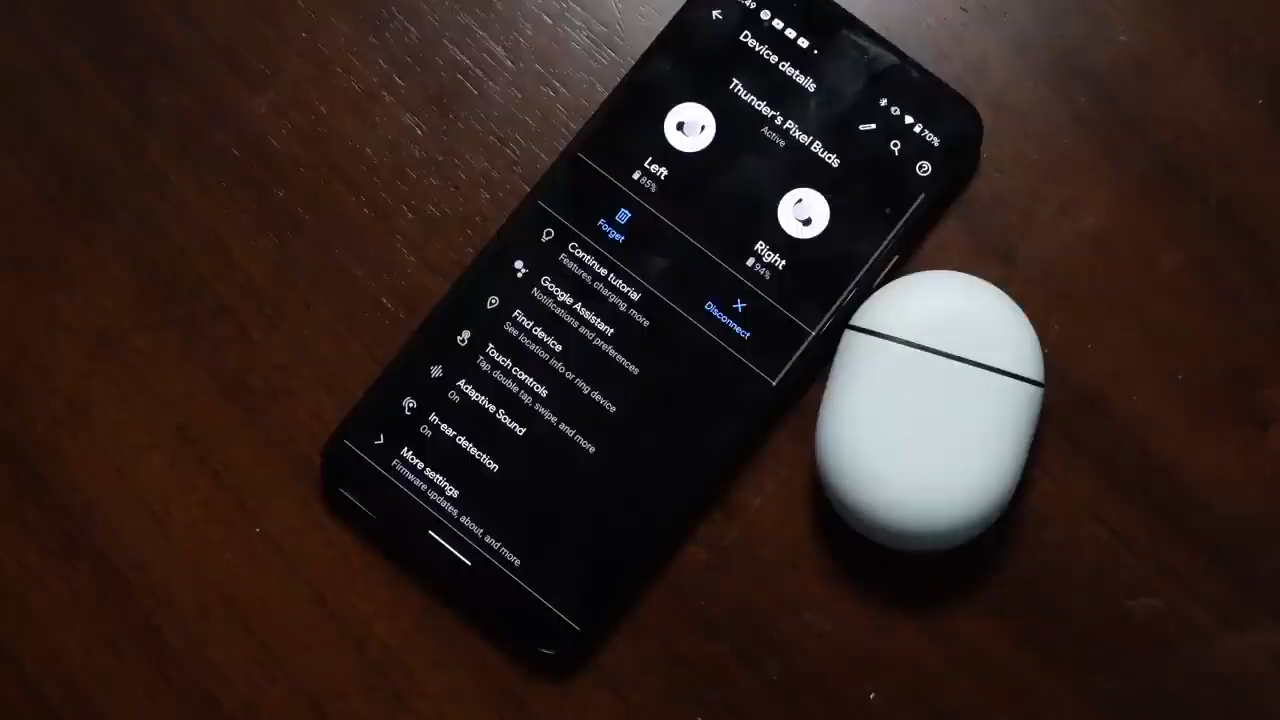 :49
70%
Device details
Thunder's Pixel Buds
Active
Left
85%
Right
94%
Forget
Disconnect
Continue tutorial
Features, charging, more
Google Assistant
Notifications and preferences
Find device
See location info or ring device
Touch controls
Tap, double tap, swipe, and more
Adaptive Sound
On
In-ear detection
On
More settings
Firmware updates, about, and more